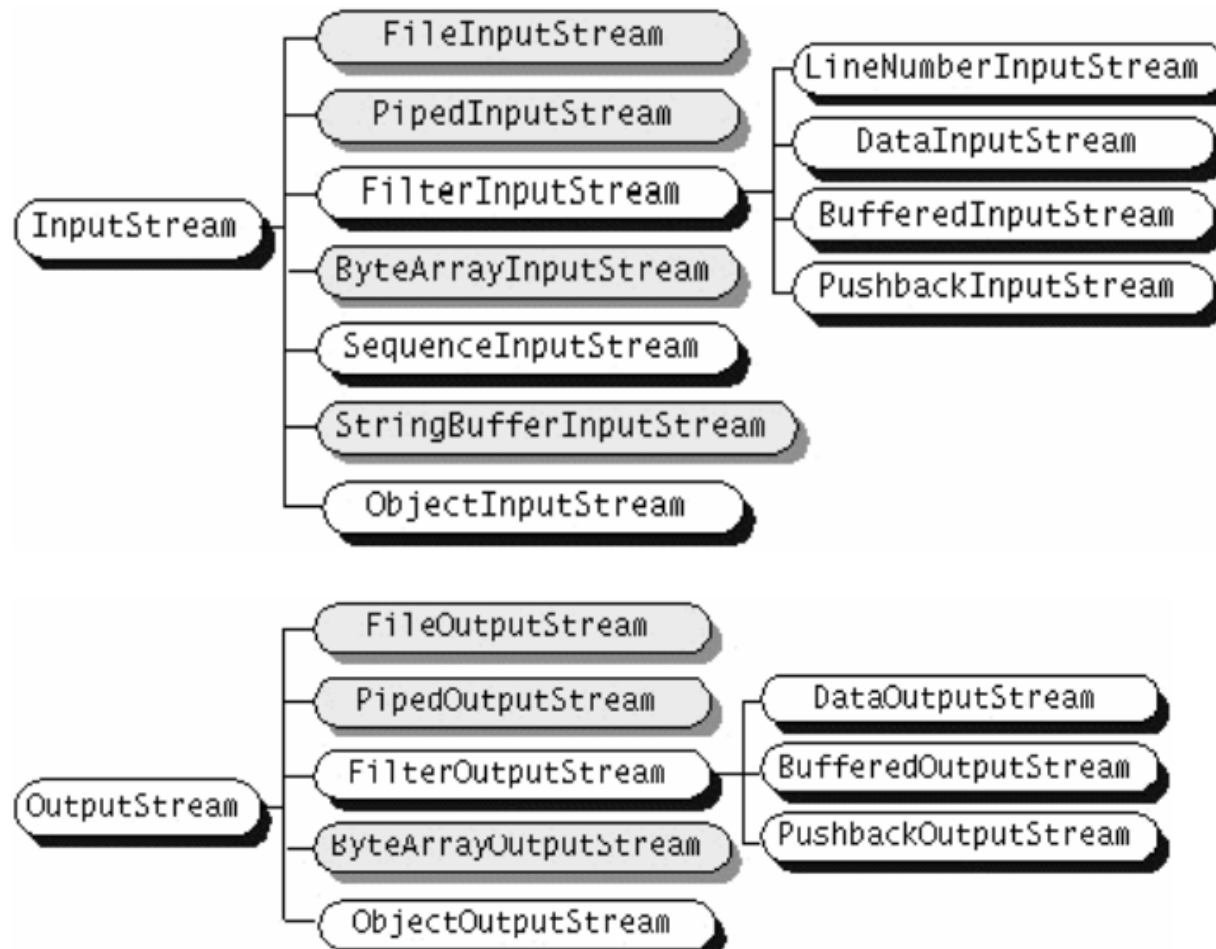 InputStream
FileInputStream
PipedInputStream
FilterInputStream
ByteArrayInputStream
SequenceInputStream
StringBufferInputStream
ObjectInputStream
LineNumberInputStream
DataInputStream
BufferedInputStream
PushbackInputStream
OutputStream
FileOutputStream
PipedOutputStream
FilterOutputStream
ByteArrayOutputStream
ObjectOutputStream
DataOutputStream
BufferedOutputStream
PushbackOutputStream